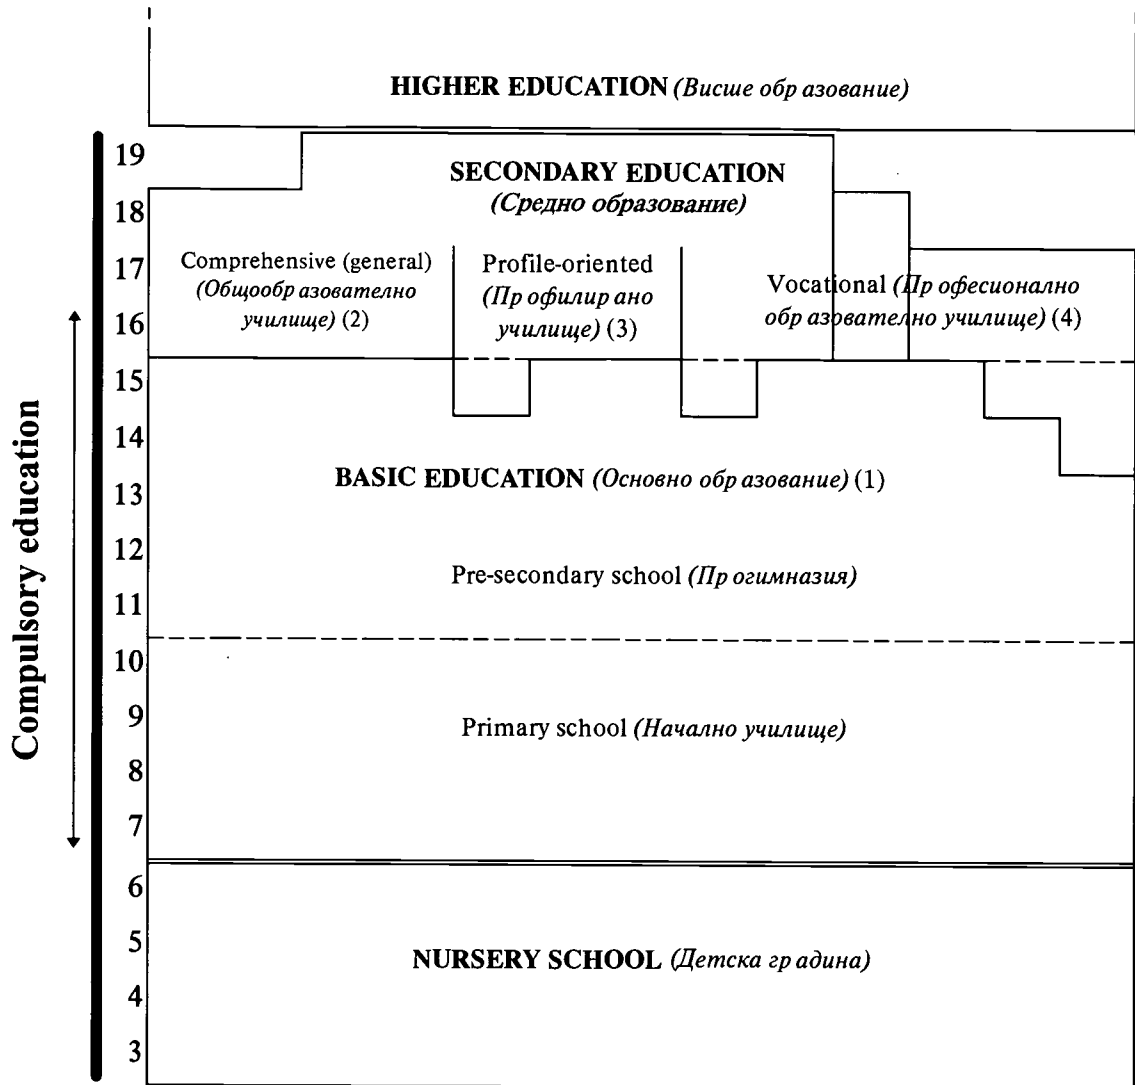 HIGHER EDUCATION (Висше образование)
19
SECONDARY EDUCATION
(Средно образование)
18
Comprehensive (general)
(Общообразователно
училище) (2)
Profile-oriented
(Профилирано
училище) (3)
Vocational (Професионално
образователно училище) (4)
17
16
15
14
BASIC EDUCATION (Основно образование) (1)
13
12
Pre-secondary school (Прогимназия)
11
10
9
Primary school (Начално училище)
8
7
6
5
NURSERY SCHOOL (Детска градина)
4
3
Compulsory education